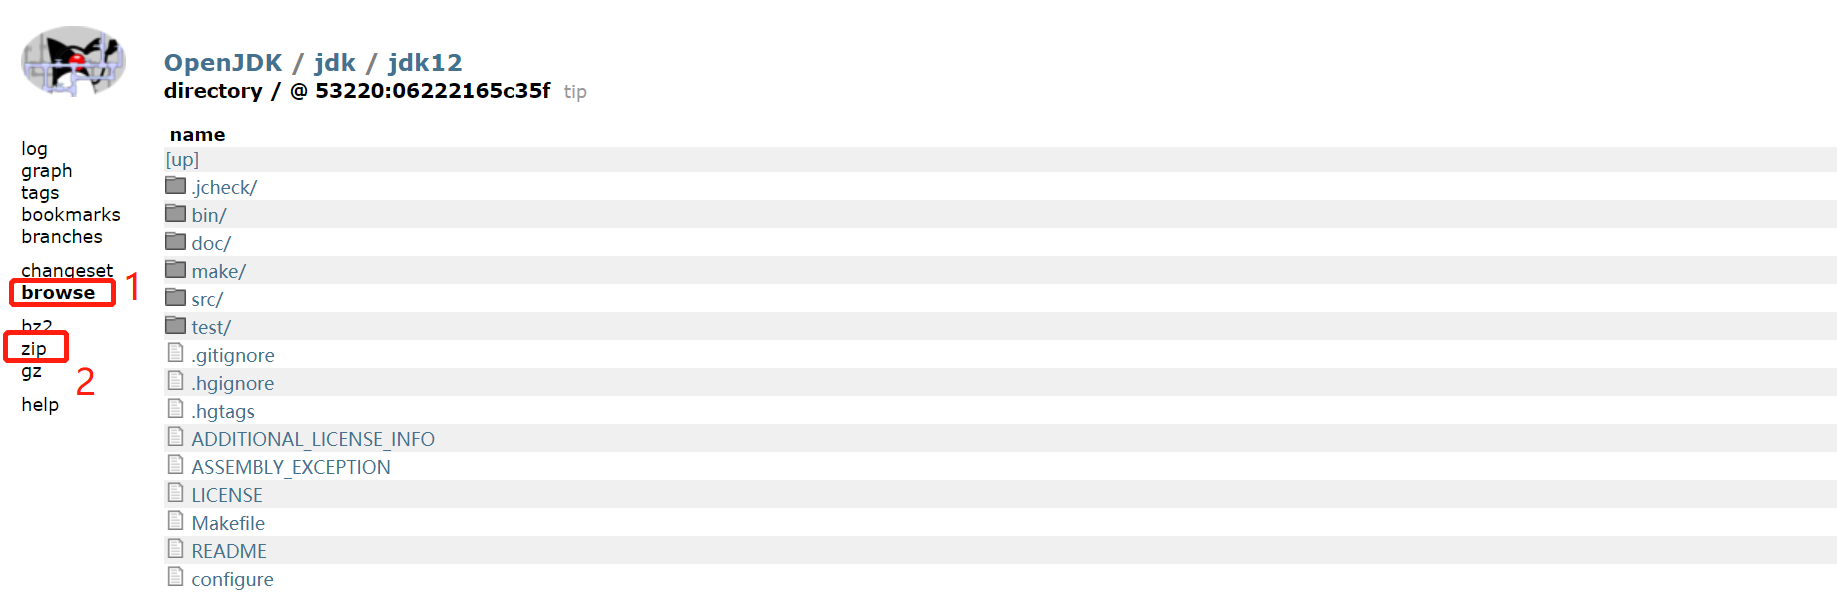 OpenJDK / jdk / jdk12
directory / @ 53220:06222165c35f tip
log
graph
tags
bookmarks
branches
changeset
browse
1
bz2
zip
gz
2
help
name
[up]
.jcheck/
bin/
doc/
make/
src/
test/
.gitignore
.hgignore
.hgtags
ADDITIONAL_LICENSE_INFO
ASSEMBLY_EXCEPTION
LICENSE
Makefile
README
configure